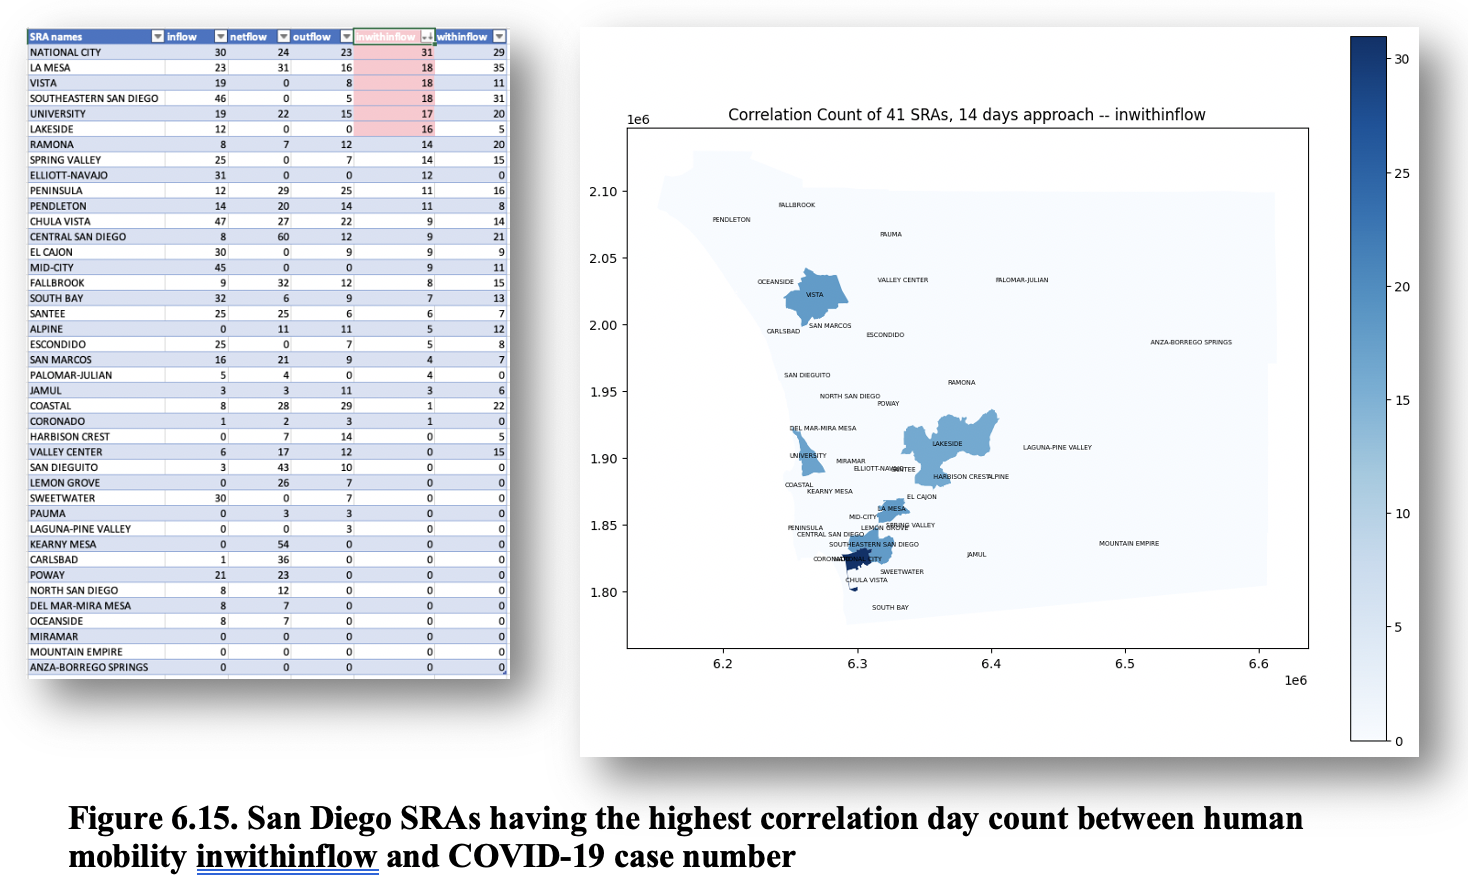 SRA names inflow netflow outflow inwithinflow withinflow
NATIONAL CITY 30 24 23 31 29
LA MESA 23 31 16 18 35
VISTA 19 0 8 18 11
SOUTHEASTERN SAN DIEGO 46 0 5 18 31
UNIVERSITY 19 22 15 17 20
LAKESIDE 12 0 0 16 5
RAMONA 8 7 12 14 20
SPRING VALLEY 25 0 7 14 15
ELLIOTT-NAVAJO 31 0 0 12 0
PENINSULA 12 29 25 11 16
PENDLETON 14 20 14 11 8
CHULA VISTA 47 27 22 9 14
CENTRAL SAN DIEGO 8 60 12 9 21
EL CAJON 30 0 9 9 9
MID-CITY 45 0 0 9 11
FALLBROOK 9 32 12 8 15
SOUTH BAY 32 6 9 7 13
SANTEE 25 25 6 6 7
ALPINE 0 11 11 5 12
ESCONDIDO 25 0 7 5 8
SAN MARCOS 16 21 9 4 7
PALOMAR-JULIAN 5 4 0 4 0
JAMUL 3 3 11 3 6
COASTAL 8 28 29 1 22
CORONADO 1 2 3 1 0
HARBISON CREST 0 7 14 0 5
VALLEY CENTER 6 17 12 0 15
SAN DIEGUITO 3 43 10 0 0
LEMON GROVE 0 26 7 0 0
SWEETWATER 30 0 7 0 0
PAUMA 0 3 3 0 0
LAGUNA-PINE VALLEY 0 0 3 0 0
KEARNY MESA 0 54 0 0 0
CARLSBAD 1 36 0 0 0
POWAY 21 23 0 0 0
NORTH SAN DIEGO 8 12 0 0 0
DEL MAR-MIRA MESA 8 7 0 0 0
OCEANSIDE 8 7 0 0 0
MIRAMAR 0 0 0 0 0
MOUNTAIN EMPIRE 0 0 0 0 0
ANZA-BORREGO SPRINGS 0 0 0 0 0
Correlation Count of 41 SRAs, 14 days approach -- inwithinflow
1e6
2.10
2.05
2.00
1.95
1.90
1.85
1.80
FALLBROOK
PENDLETON
PAUMA
OCEANSIDE
VALLEY CENTER
PALOMAR-JULIAN
VISTA
SAN MARCOS
CARLSBAD
ESCONDIDO
ANZA-BORREGO SPRINGS
SAN DIEGUITO
RAMONA
NORTH SAN DIEGO
POWAY
DEL MAR-MIRA MESA
LAKESIDE
LAGUNA-PINE VALLEY
UNIVERSITY
MIRAMAR
ELLIOTT-NAVAJO
SANTEE
HARBISON CREST
ALPINE
COASTAL
KEARNY MESA
EL CAJON
LA MESA
MID-CITY
SPRING VALLEY
PENINSULA
LEMON GROVE
CENTRAL SAN DIEGO
SOUTHEASTERN SAN DIEGO
MOUNTAIN EMPIRE
JAMUL
CORONADO
NATIONAL CITY
SWEETWATER
CHULA VISTA
SOUTH BAY
6.2 6.3 6.4 6.5 6.6
1e6
30
25
20
15
10
5
0
Figure 6.15. San Diego SRAs having the highest correlation day count between human
mobility inwithinflow and COVID-19 case number